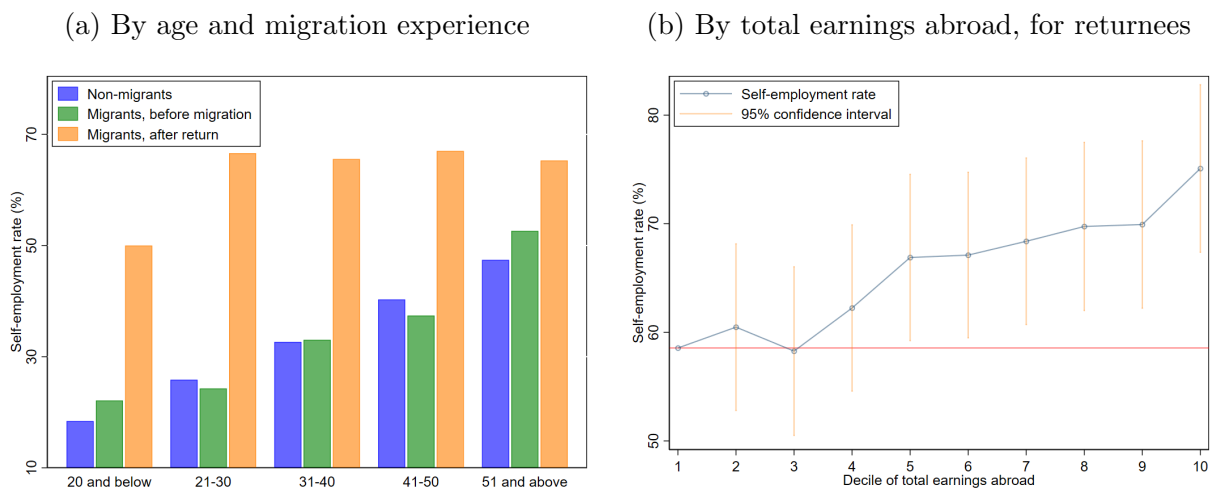 (a) By age and migration experience
Non-migrants
Migrants, before migration
Migrants, after return
Self-employment rate (%)
70
50
30
10
20 and below
21-30
31-40
41-50
51 and above
(b) By total earnings abroad, for returnees
Self-employment rate
95% confidence interval
Self-employment rate (%)
80
70
60
50
1 2 3 4 5 6 7 8 9 10
Decile of total earnings abroad